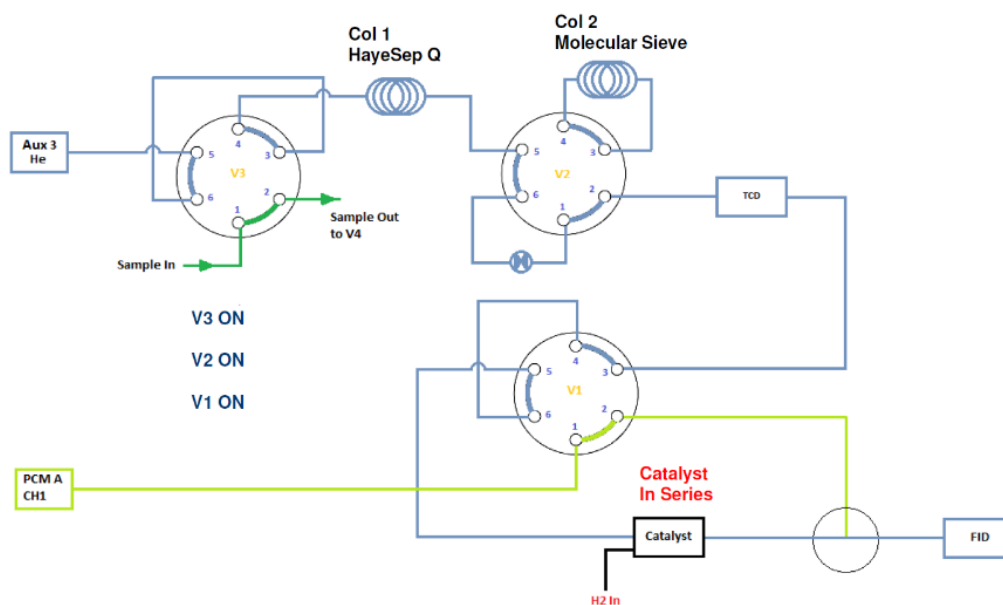 Col 1
HayeSep Q
Col 2
Molecular Sieve
Aux 3
He
4
5
3
V3
6
2
1
Sample Out
to V4
Sample In
4
5
3
V2
6
2
1
TCD
V3 ON
V2 ON
V1 ON
4
5
3
V1
6
2
1
PCM A
CH1
Catalyst
In Series
Catalyst
FID
H2 In